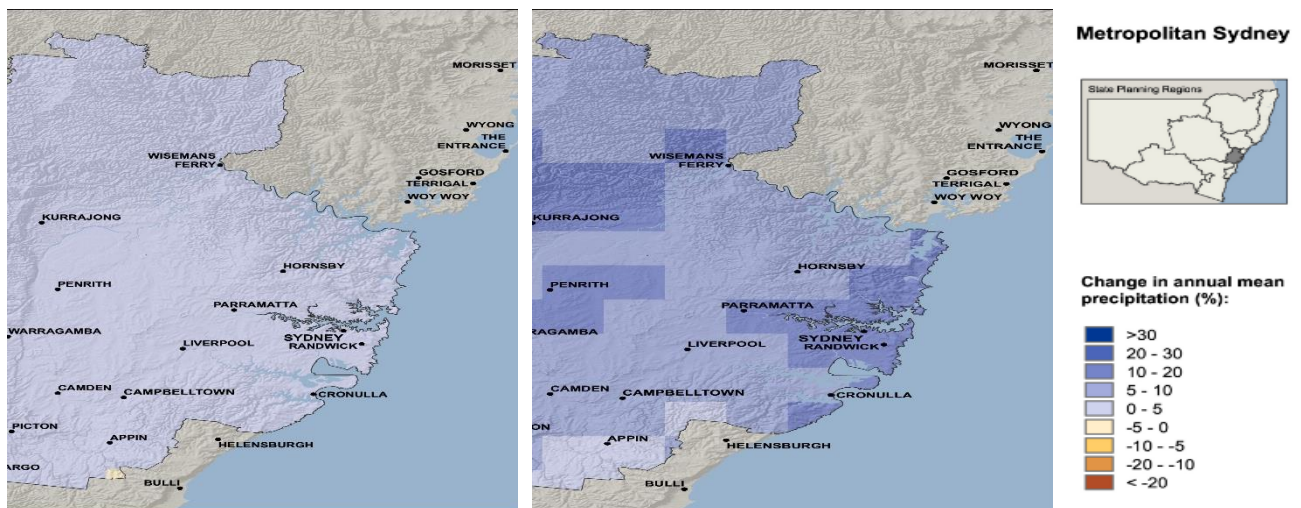 MORISSET
WYONG
THE
ENTRANCE
WISEMANS
FERRY
GOSFORD
TERRIGAL
WOY WOY
KURRAJONG
HORNSBY
PENRITH
PARRAMATTA
WARRAGAMBA
SYDNEY
LIVERPOOL
RANDWICK
CAMDEN
CAMPBELLTOWN
CRONULLA
PICTON
APPIN
HELENSBURGH
ARGO
BULLI
MORISSET
WYONG
THE
ENTRANCE
WISEMANS
FERRY
GOSFORD
TERRIGAL
WOY WOY
KURRAJONG
HORNSBY
PENRITH
PARRAMATTA
RAGAMBA
SYDNEY
LIVERPOOL
RANDWICK
CAMDEN
CAMPBELLTOWN
CRONULLA
ON
APPIN
HELENSBURGH
BULLI
Metropolitan Sydney
State Planning Regions
Change in annual mean
precipitation (%):
>30
20 - 30
10 - 20
5 - 10
0 - 5
-5 - 0
-10 - -5
-20 - -10
< -20